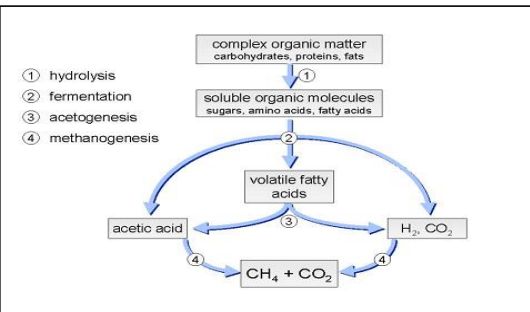 complex organic matter
carbohydrates, proteins, fats
① hydrolysis
② fermentation
③ acetogenesis
④ methanogenesis
①
soluble organic molecules
sugars, amino acids, fatty acids
②
volatile fatty
acids
acetic acid
③
H₂, CO₂
④
④
CH₄ + CO₂